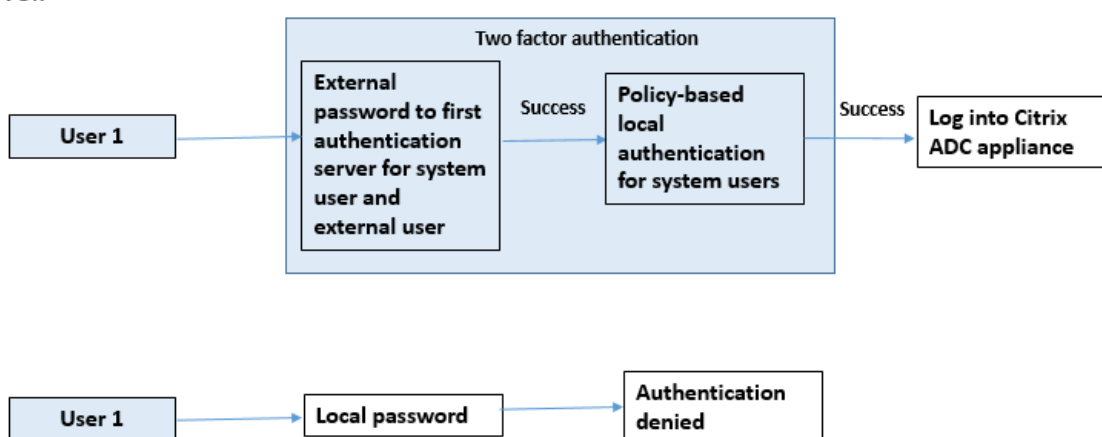 Two factor authentication
User 1
External
password to first
authentication
server for system
user and
external user
Success
Policy-based
local
authentication
for system users
Success
Log into Citrix
ADC appliance
User 1
Local password
Authentication
denied